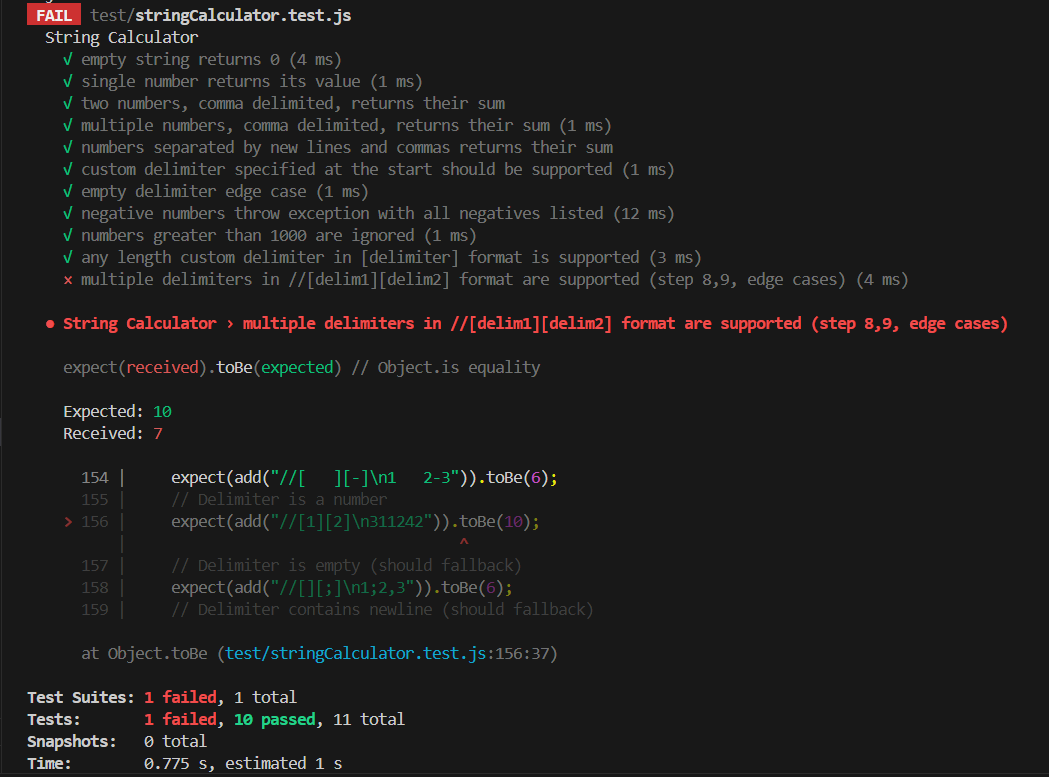 FAIL test/stringCalculator.test.js
String Calculator
√ empty string returns 0 (4 ms)
√ single number returns its value (1 ms)
√ two numbers, comma delimited, returns their sum
√ multiple numbers, comma delimited, returns their sum (1 ms)
√ numbers separated by new lines and commas returns their sum
√ custom delimiter specified at the start should be supported (1 ms)
√ empty delimiter edge case (1 ms)
√ negative numbers throw exception with all negatives listed (12 ms)
√ numbers greater than 1000 are ignored (1 ms)
√ any length custom delimiter in [delimiter] format is supported (3 ms)
× multiple delimiters in //[delim1][delim2] format are supported (step 8,9, edge cases) (4 ms)
● String Calculator › multiple delimiters in //[delim1][delim2] format are supported (step 8,9, edge cases)
expect(received).toBe(expected) // Object.is equality
Expected: 10
Received: 7
154 |     expect(add("//[   ][-]\n1   2-3")).toBe(6);
155 |     // Delimiter is a number
> 156 |     expect(add("//[1][2]\n311242")).toBe(10);
|                                     ^
157 |     // Delimiter is empty (should fallback)
158 |     expect(add("//[][;]\n1;2,3")).toBe(6);
159 |     // Delimiter contains newline (should fallback)
at Object.toBe (test/stringCalculator.test.js:156:37)
Test Suites: 1 failed, 1 total
Tests:       1 failed, 10 passed, 11 total
Snapshots:   0 total
Time:        0.775 s, estimated 1 s